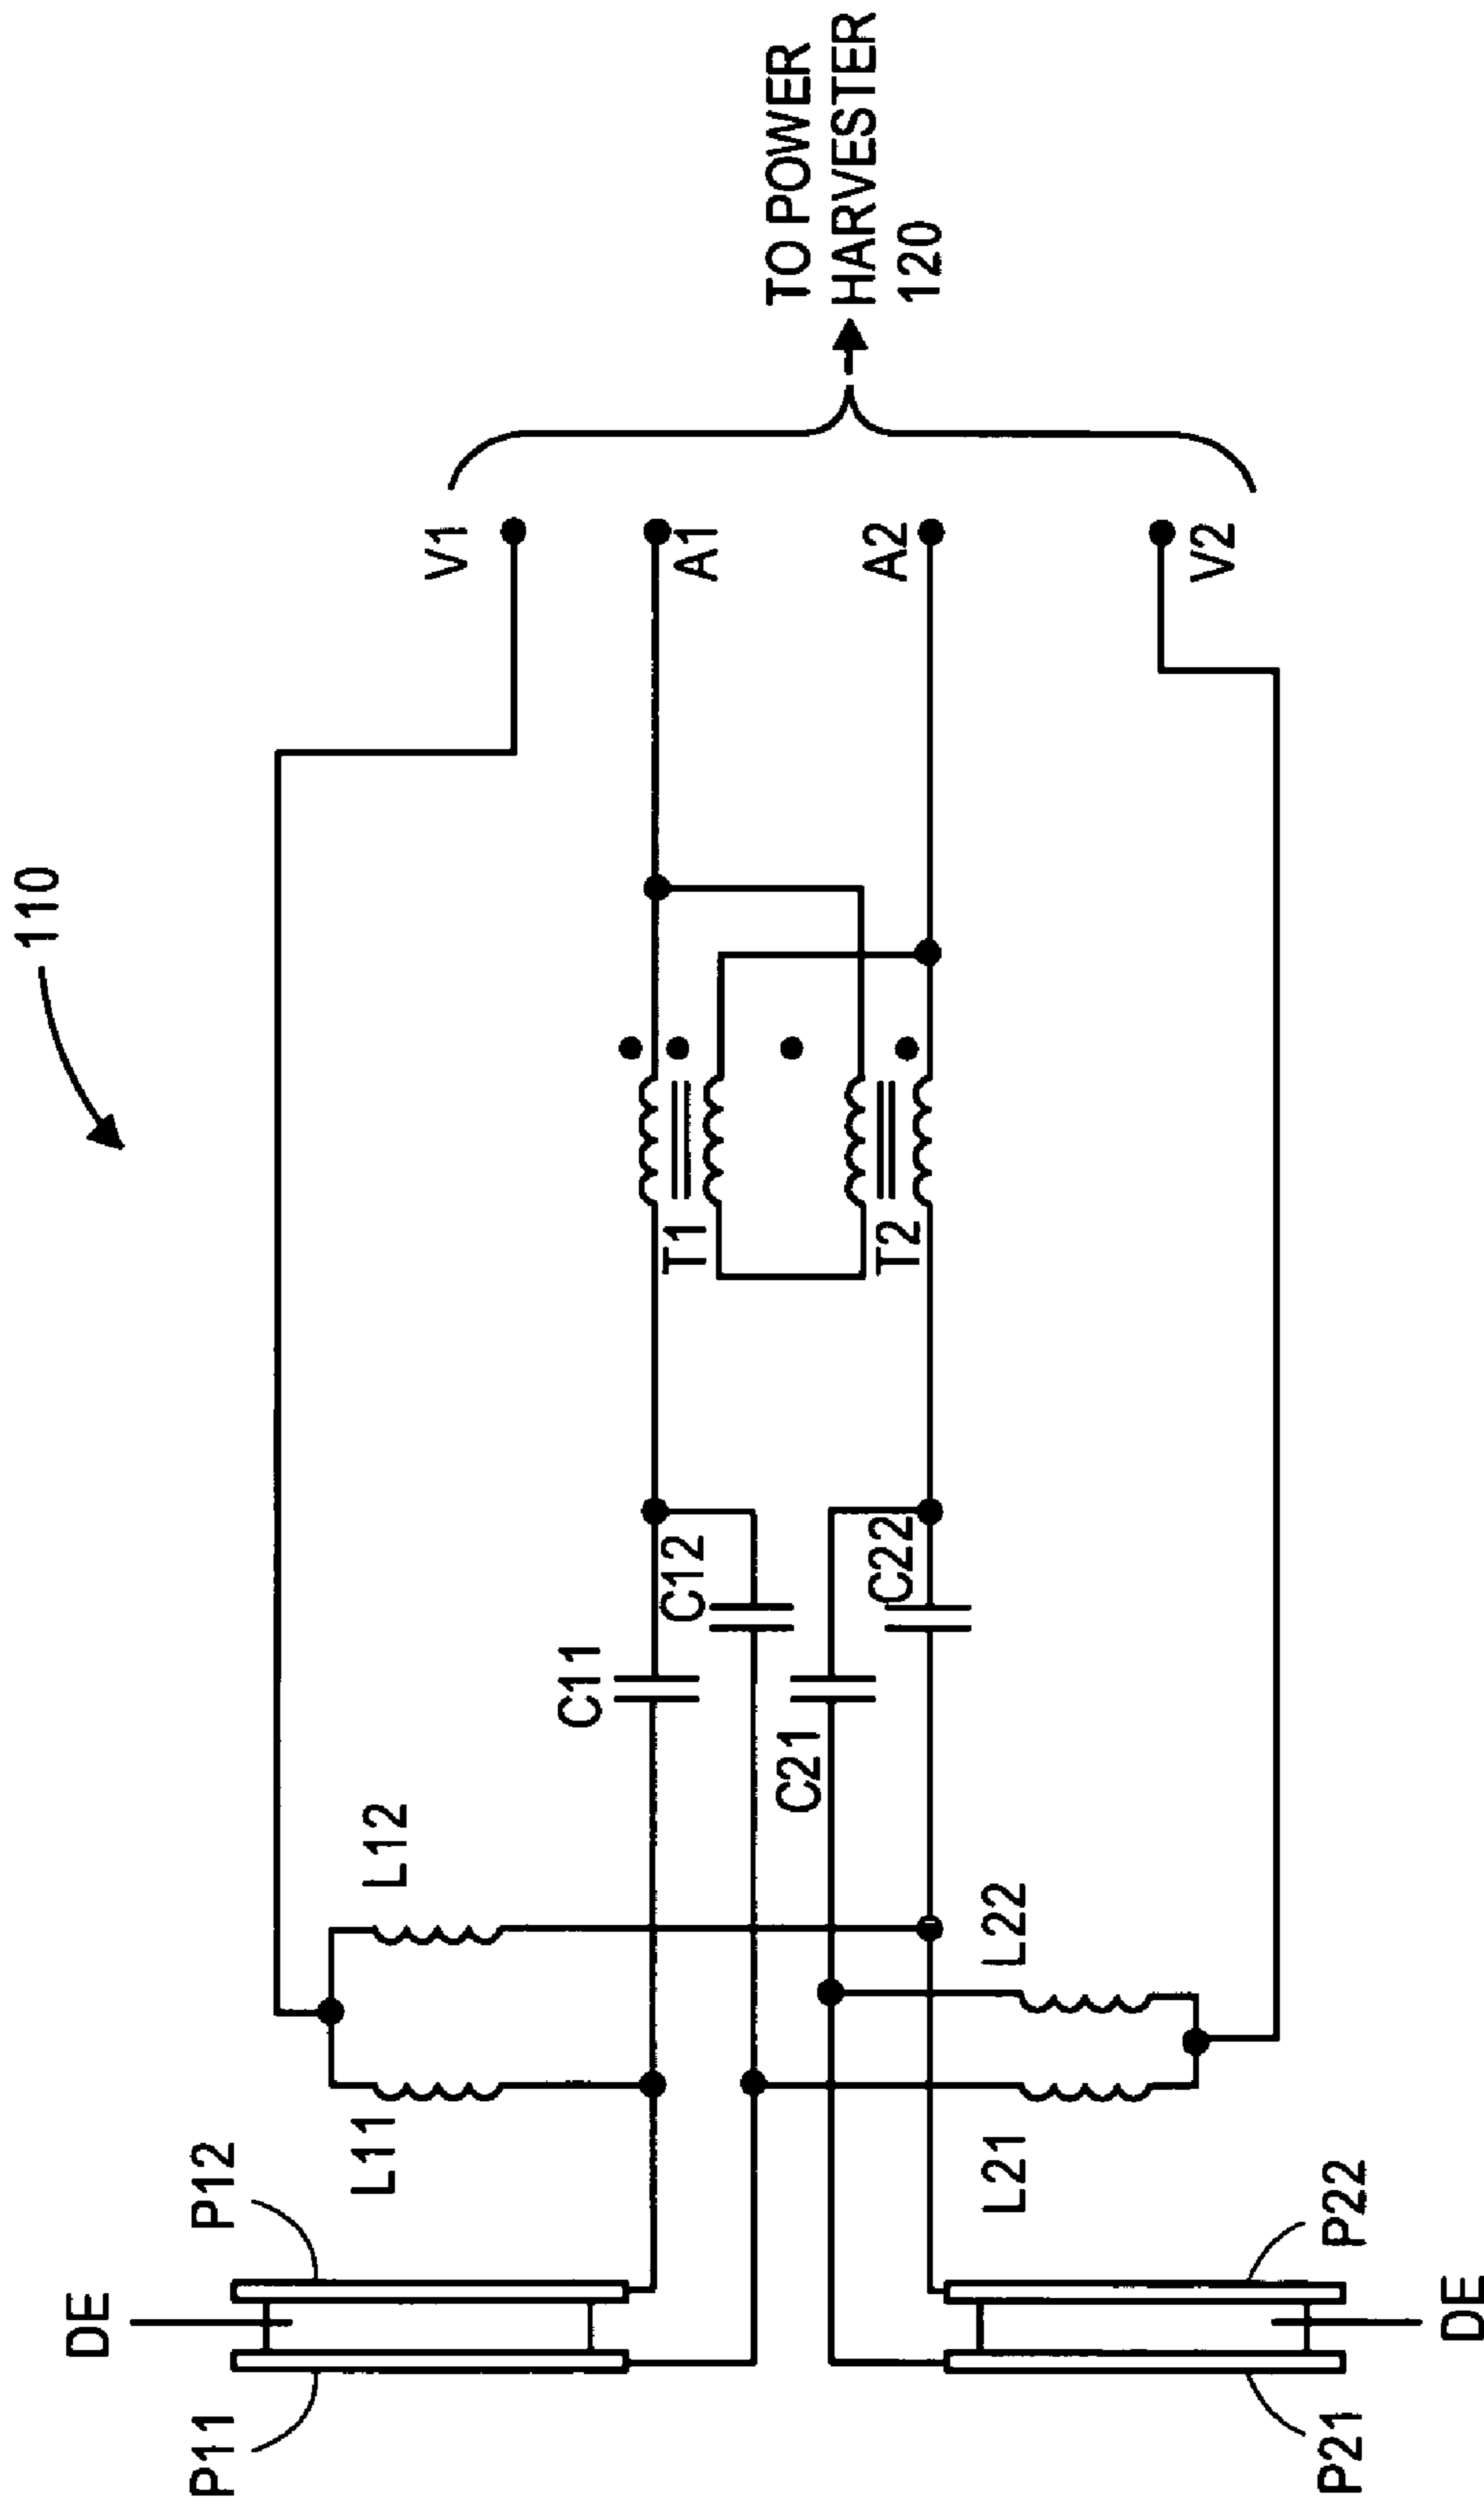 110
TO POWER
HARVESTER
120
V1
A1
A2
V2
T1
T2
C11
C12
C21
C22
L12
L11
L22
L21
P12
P11
P22
P21
DE
DE